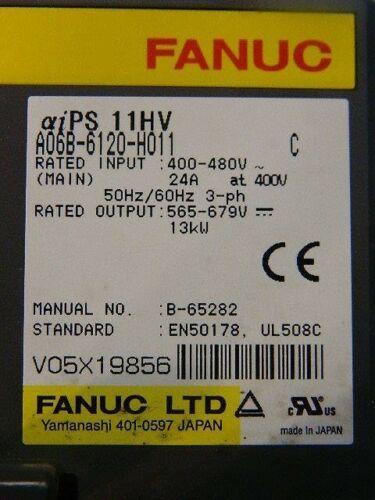 FANUC
αiPS 11HV
A06B-6120-H011 C
RATED INPUT :400-480V ~
(MAIN) 24A at 400V
50Hz/60Hz 3-ph
RATED OUTPUT:565-679V ⎓
13kW
CE
MANUAL NO. :B-65282
STANDARD :EN50178, UL508C
V05X19856
FANUC LTD
Yamanashi 401-0597 JAPAN
c RU US
made in JAPAN